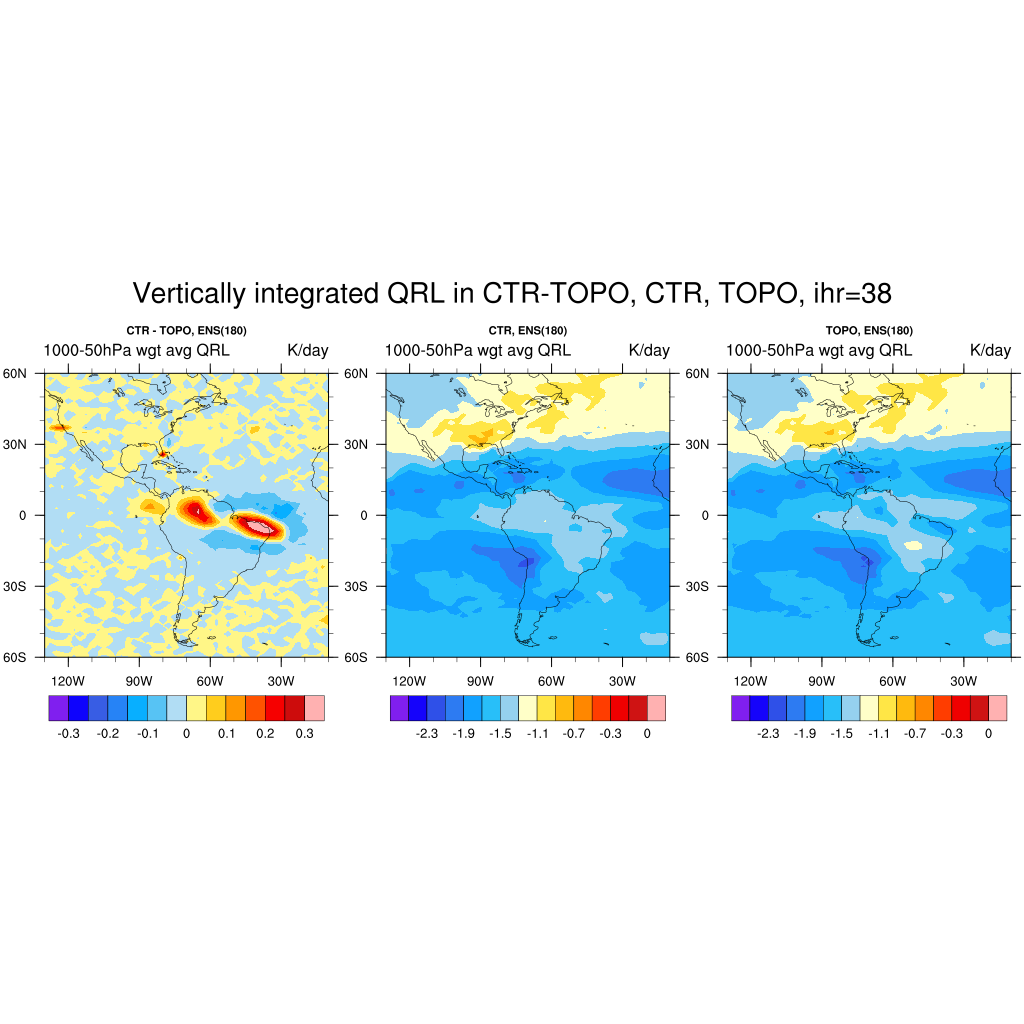 Vertically integrated QRL in CTR-TOPO, CTR, TOPO, ihr=38
CTR - TOPO, ENS(180)
1000-50hPa wgt avg QRL K/day
60N
30N
0
30S
60S
120W 90W 60W 30W
-0.3 -0.2 -0.1 0 0.1 0.2 0.3
CTR, ENS(180)
1000-50hPa wgt avg QRL K/day
60N
30N
0
30S
60S
120W 90W 60W 30W
-2.3 -1.9 -1.5 -1.1 -0.7 -0.3 0
TOPO, ENS(180)
1000-50hPa wgt avg QRL K/day
60N
30N
0
30S
60S
120W 90W 60W 30W
-2.3 -1.9 -1.5 -1.1 -0.7 -0.3 0